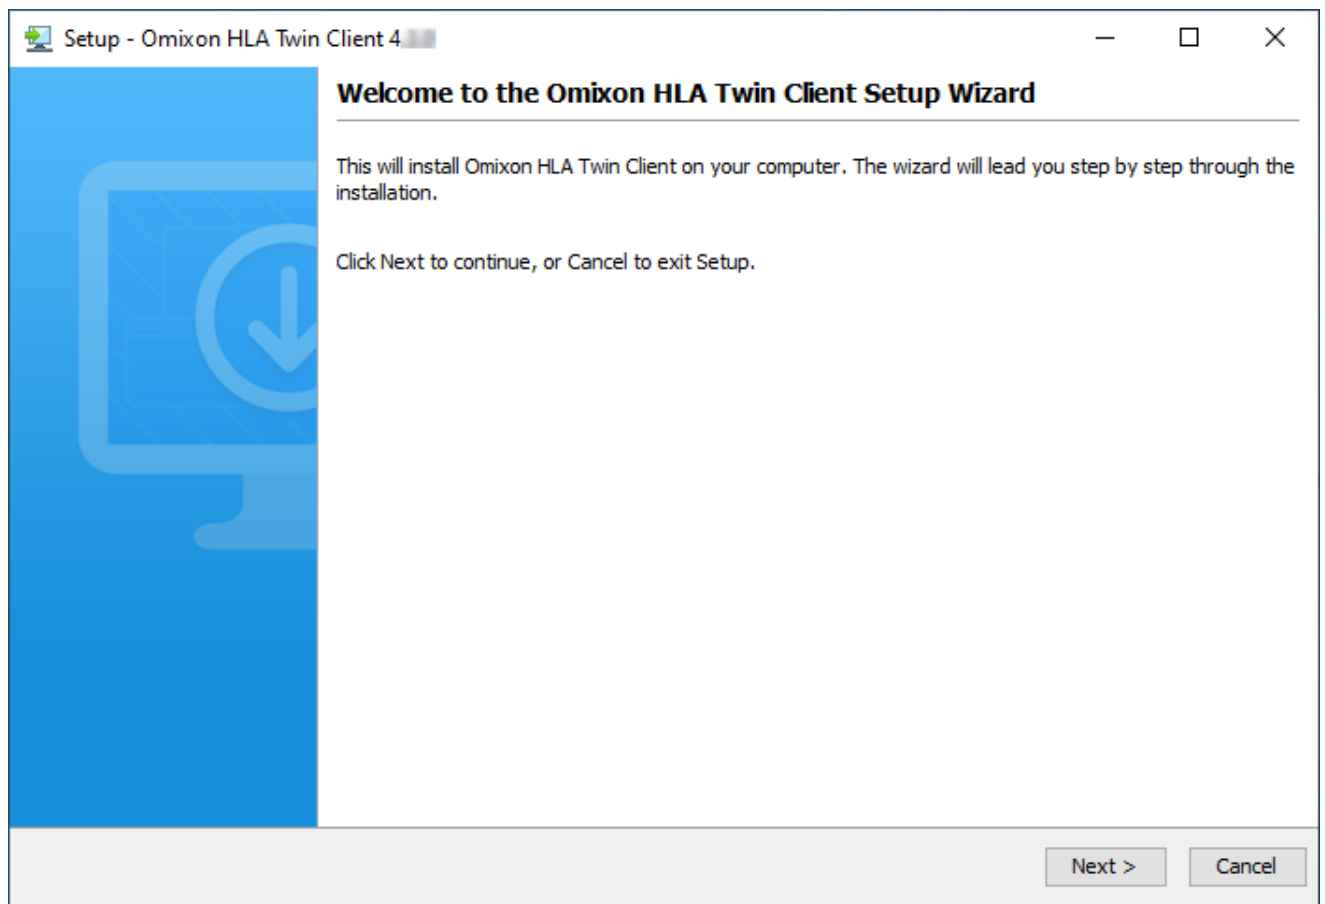 Setup - Omixon HLA Twin Client 4
Welcome to the Omixon HLA Twin Client Setup Wizard
This will install Omixon HLA Twin Client on your computer. The wizard will lead you step by step through the
installation.
Click Next to continue, or Cancel to exit Setup.
Next >
Cancel